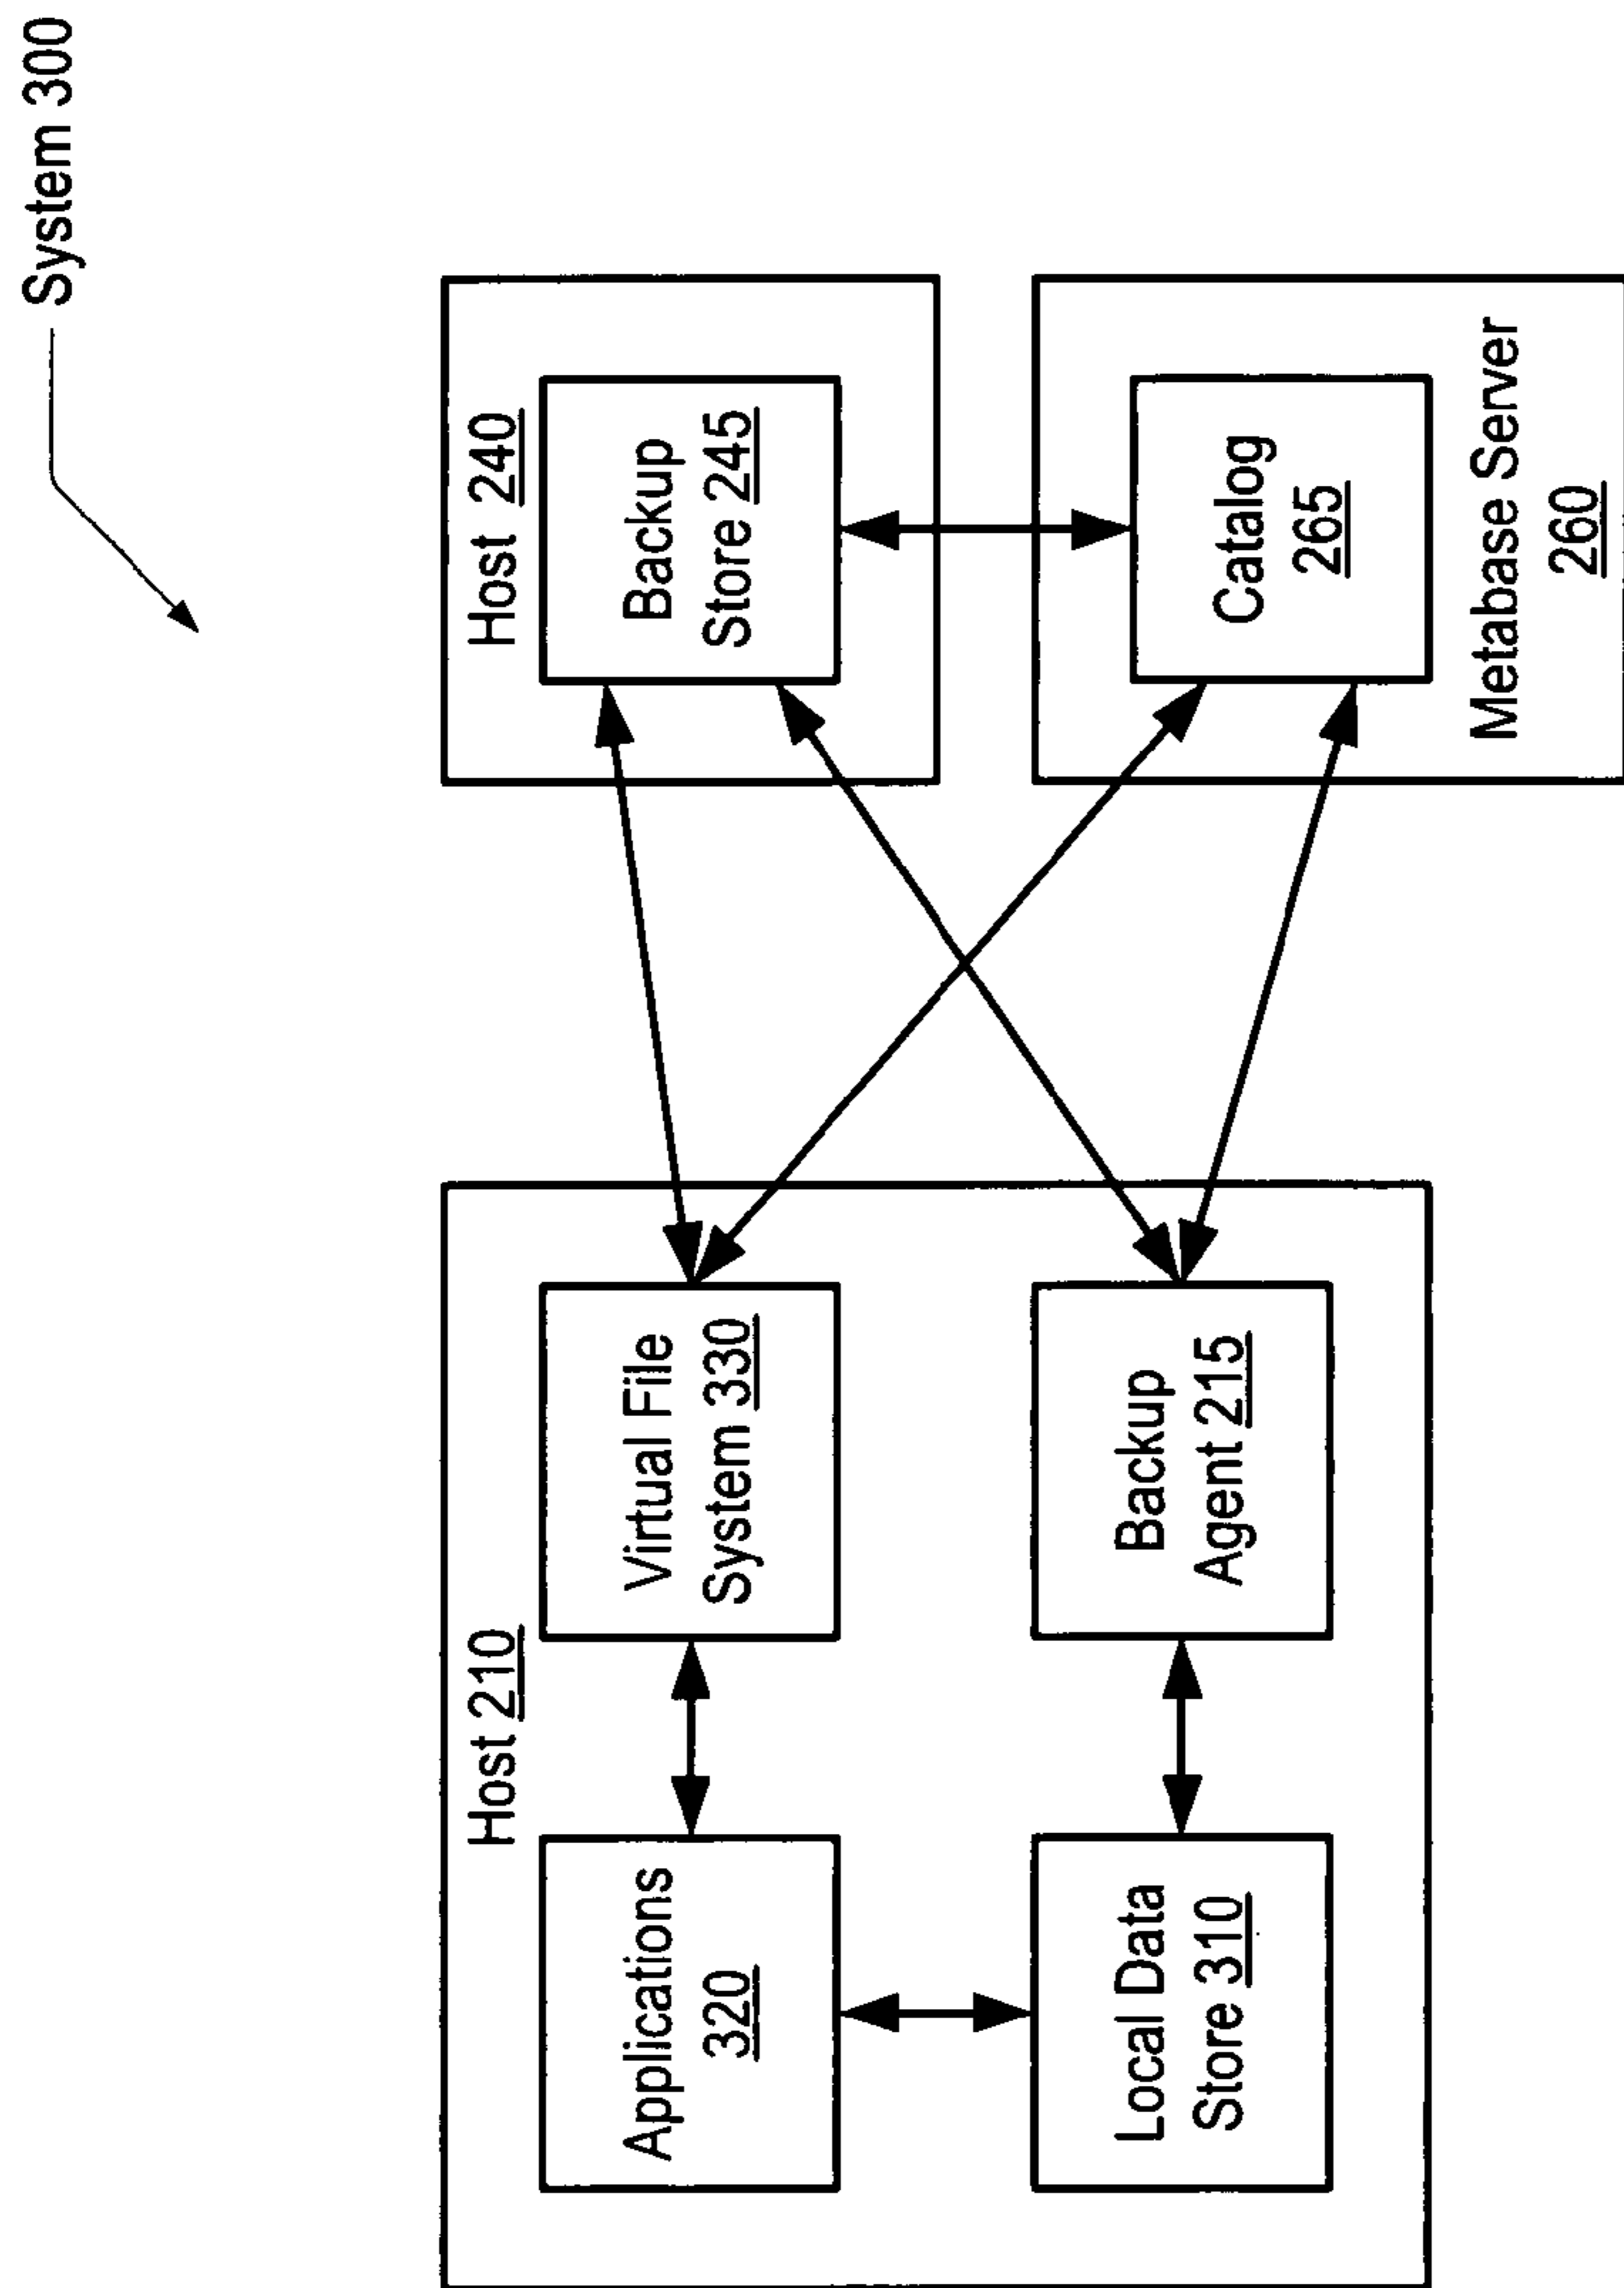 System 300
Host 210
Applications
320
Virtual File
System 330
Local Data
Store 310
Backup
Agent 215
Host 240
Backup
Store 245
Catalog
265
Metabase Server
260